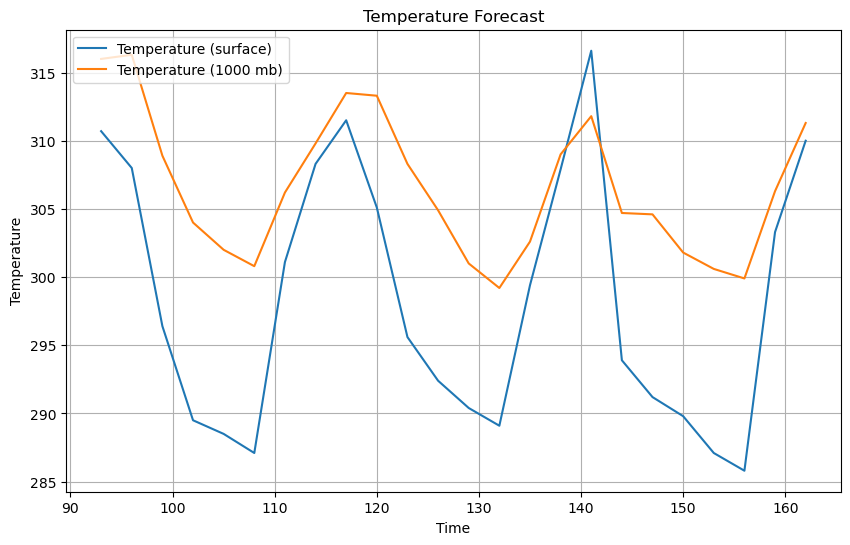 Temperature Forecast
Temperature (surface)
Temperature (1000 mb)
Temperature
315
310
305
300
295
290
285
90 100 110 120 130 140 150 160
Time